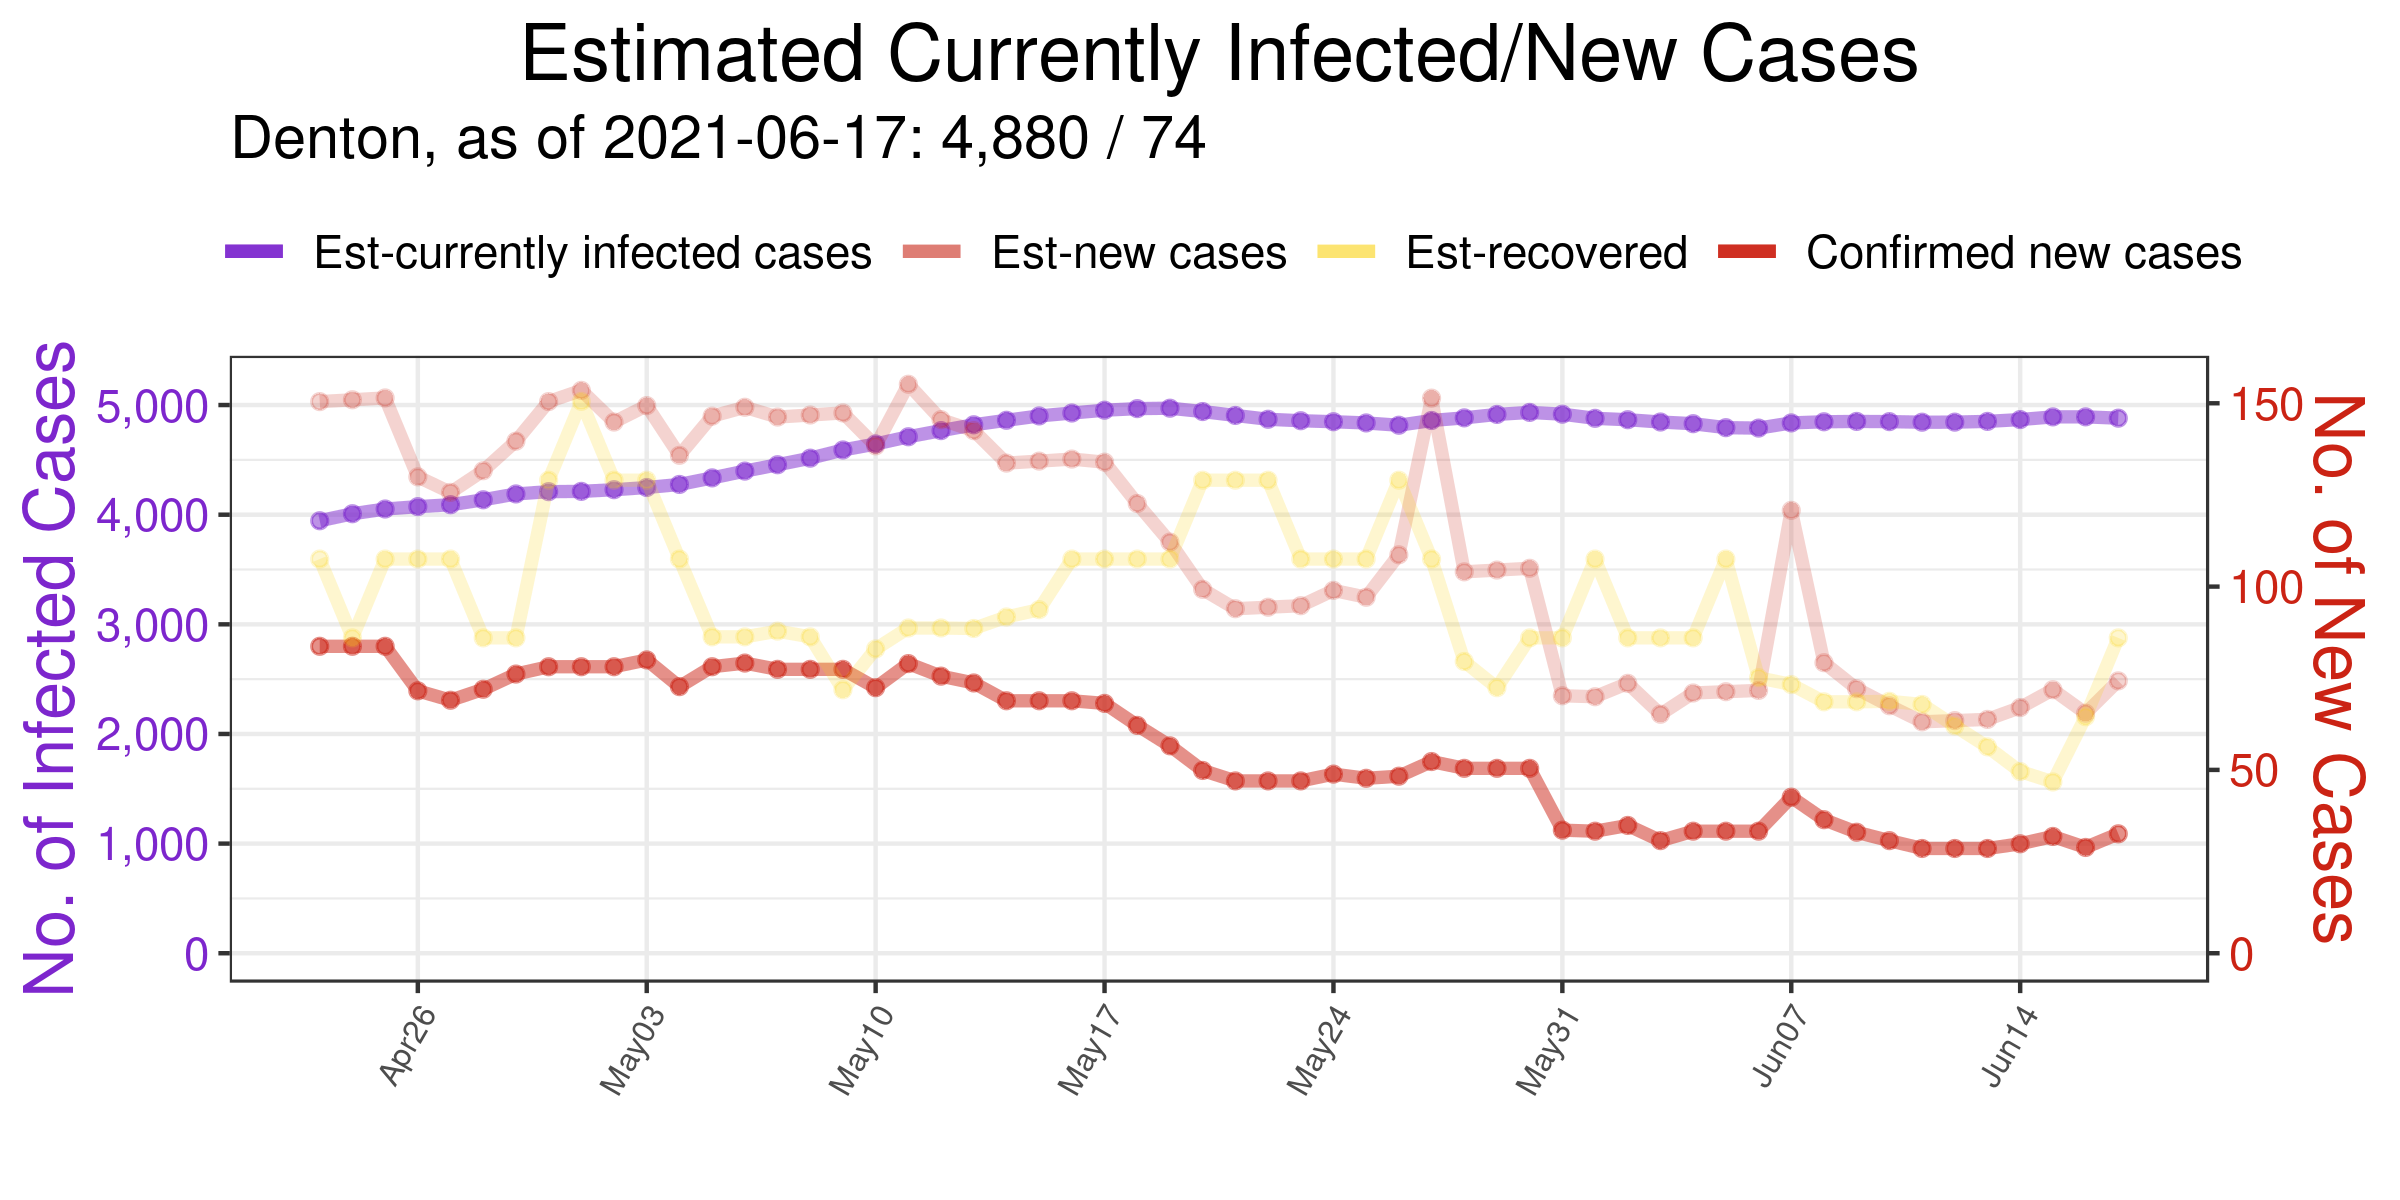 Estimated Currently Infected/New Cases
Denton, as of 2021-06-17: 4,880 / 74
Est-currently infected cases Est-new cases Est-recovered Confirmed new cases
No. of Infected Cases
5,000
4,000
3,000
2,000
1,000
0
150
100
50
0
No. of New Cases
Apr26 May03 May10 May17 May24 May31 Jun07 Jun14